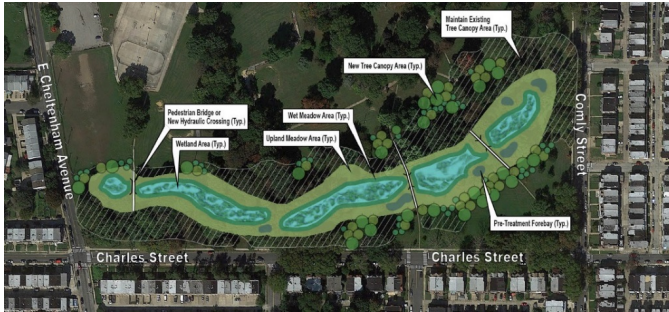 Maintain Existing
Tree Canopy Area (Typ.)
New Tree Canopy Area (Typ.)
E Cheltenham Avenue
Pedestrian Bridge or
New Hydraulic Crossing (Typ.)
Wetland Area (Typ.)
Wet Meadow Area (Typ.)
Upland Meadow Area (Typ.)
Comly Street
Pre-Treatment Forebay (Typ.)
Charles Street
Charles Street